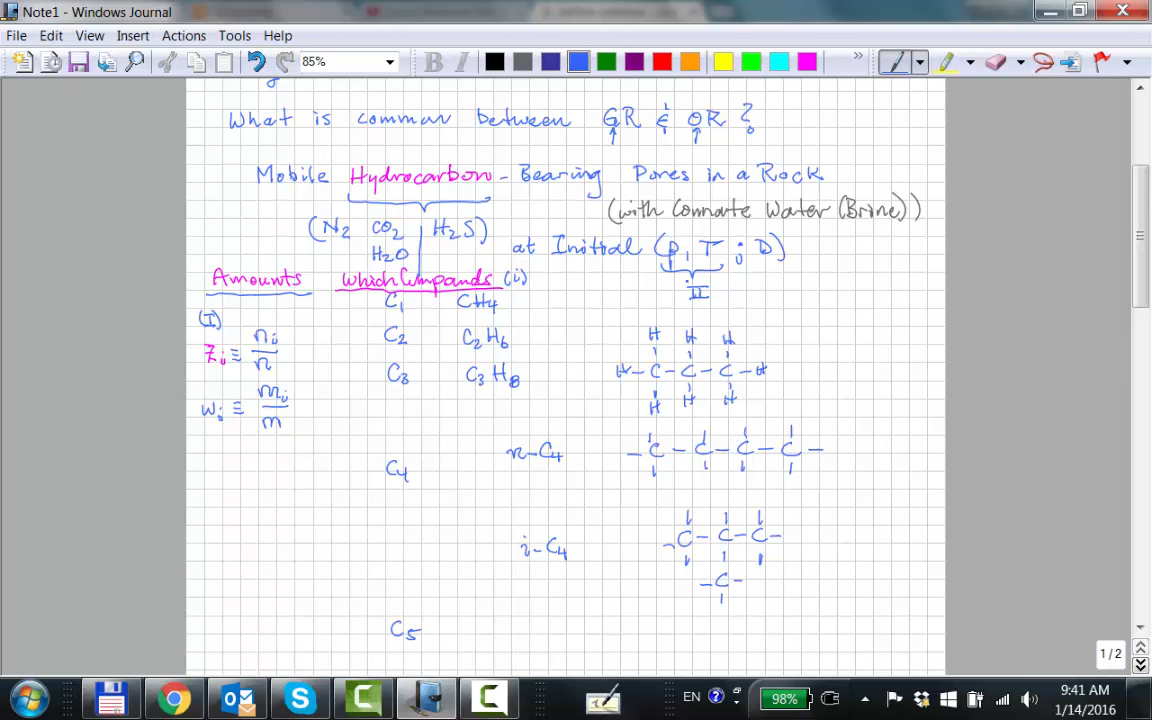 Note1 - Windows Journal
File Edit View Insert Actions Tools Help
85%
B I
What is common between GR & OR ?
Mobile Hydrocarbon - Bearing Pores in a Rock
(with Connate Water (Brine))
(N2 CO2 H2S)
H2O
at Initial (P, T ; D)
II
Amounts Which Compounds (i)
(I)
C1 CH4
zi ≡ ni/n
C2 C2H6
C3 C3H8
wi ≡ mi/m
H H H
H - C - C - C - H
H H H
C4 n-C4
- C - C - C - C -
i-C4
- C - C - C -
- C -
C5
1/2
EN
98%
9:41 AM
1/14/2016